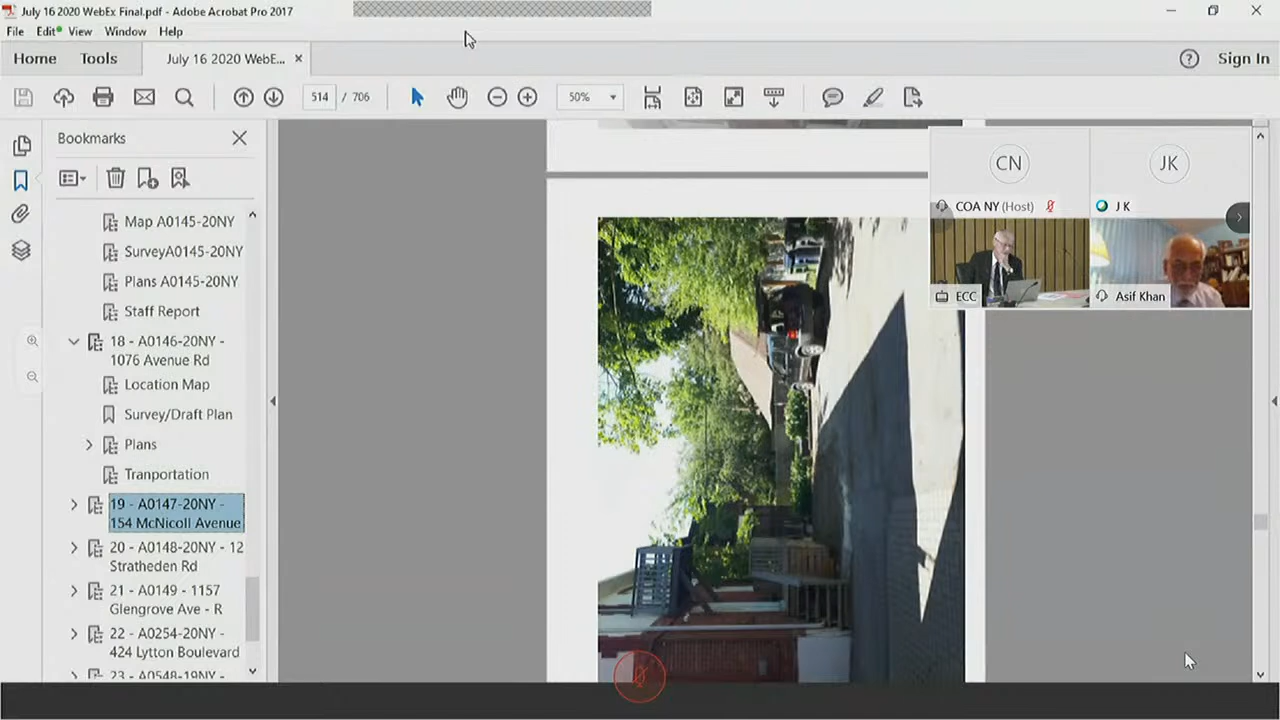 July 16 2020 WebEx Final.pdf - Adobe Acrobat Pro 2017
File Edit View Window Help
Home Tools July 16 2020 WebE... × Sign In
514 / 706 50%
Bookmarks
Map A0145-20NY
SurveyA0145-20NY
Plans A0145-20NY
Staff Report
18 - A0146-20NY -
1076 Avenue Rd
Location Map
Survey/Draft Plan
Plans
Tranportation
19 - A0147-20NY -
154 McNicoll Avenue
20 - A0148-20NY - 12
Stratheden Rd
21 - A0149 - 1157
Glengrove Ave - R
22 - A0254-20NY -
424 Lytton Boulevard
23 - A0548-19NY -
CN
JK
COA NY (Host)
J K
ECC
Asif Khan